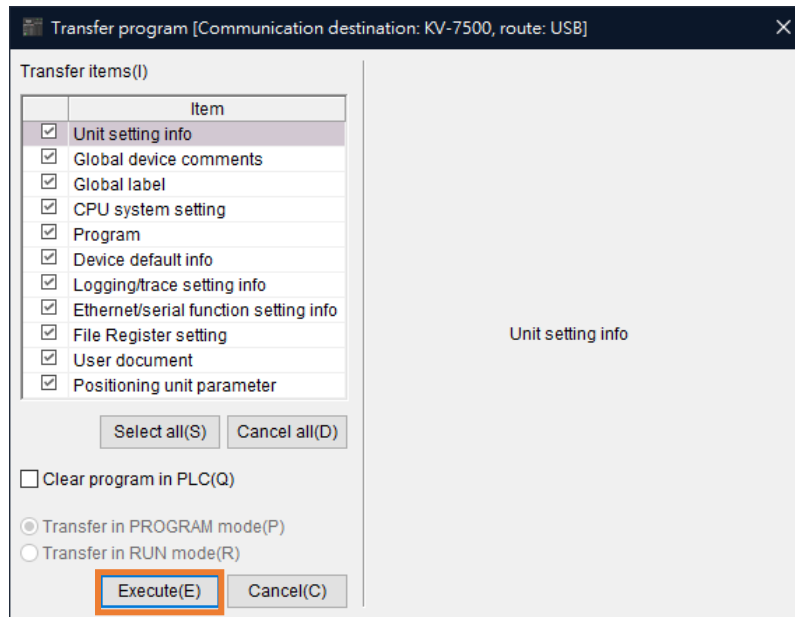 Transfer program [Communication destination: KV-7500, route: USB]
Transfer items(I)
Item
Unit setting info
Global device comments
Global label
CPU system setting
Program
Device default info
Logging/trace setting info
Ethernet/serial function setting info
File Register setting
User document
Positioning unit parameter
Select all(S) Cancel all(D)
Clear program in PLC(Q)
Transfer in PROGRAM mode(P)
Transfer in RUN mode(R)
Execute(E) Cancel(C)
Unit setting info